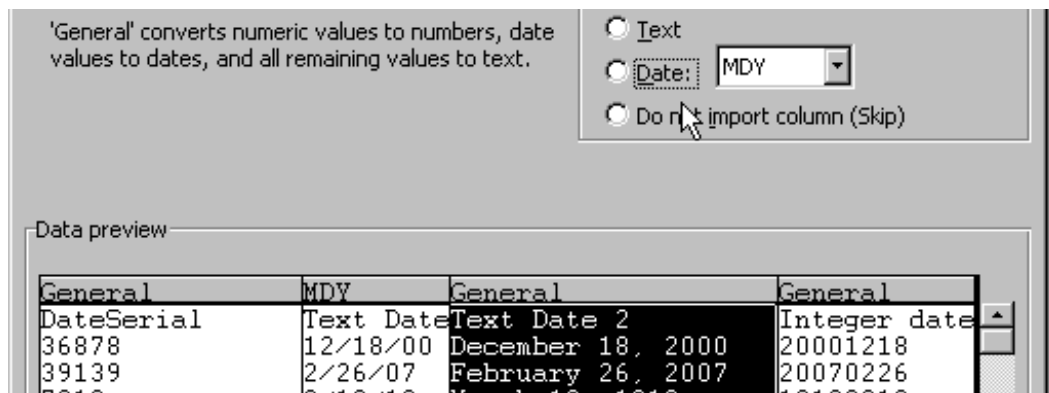 'General' converts numeric values to numbers, date
values to dates, and all remaining values to text.
Text
Date: MDY
Do not import column (Skip)
Data preview
General MDY General General
DateSerial Text Date Text Date 2 Integer date
36878 12/18/00 December 18, 2000 20001218
39139 2/26/07 February 26, 2007 20070226